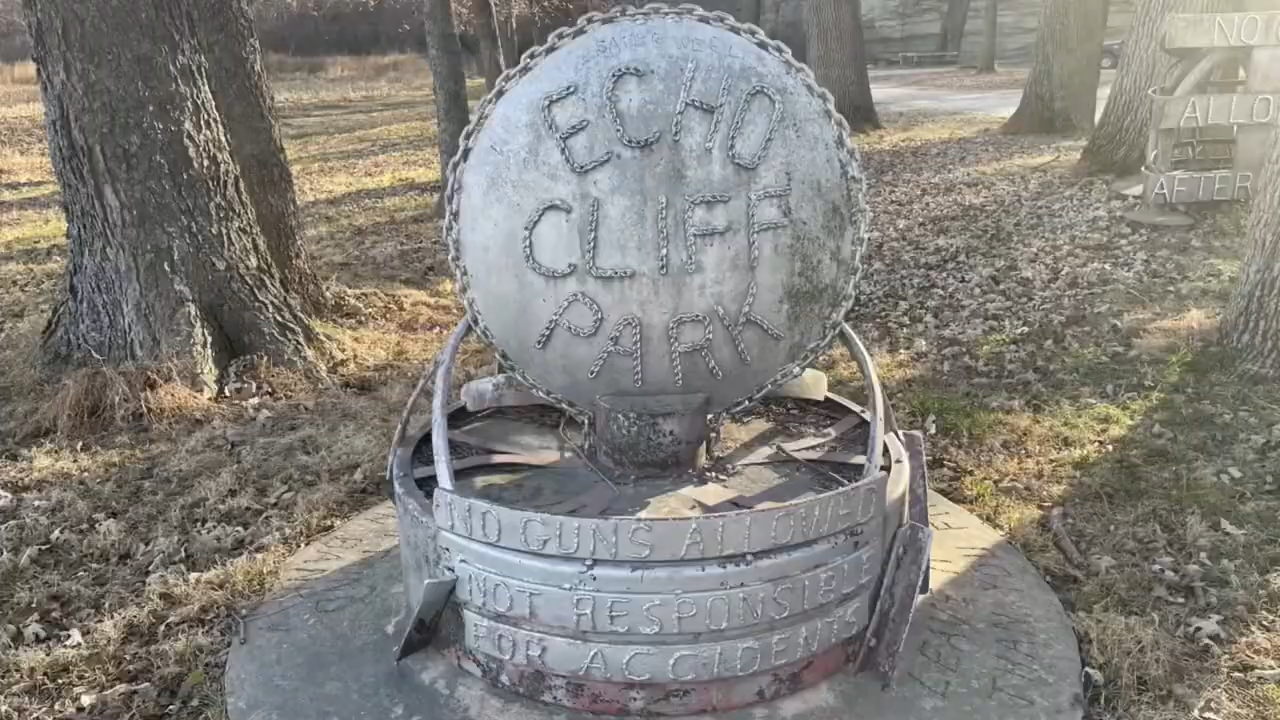 ECHO
CLIFF
PARK
NO GUNS ALLOWED
NOT RESPONSIBLE
FOR ACCIDENTS
NO
ALLO
AFTER